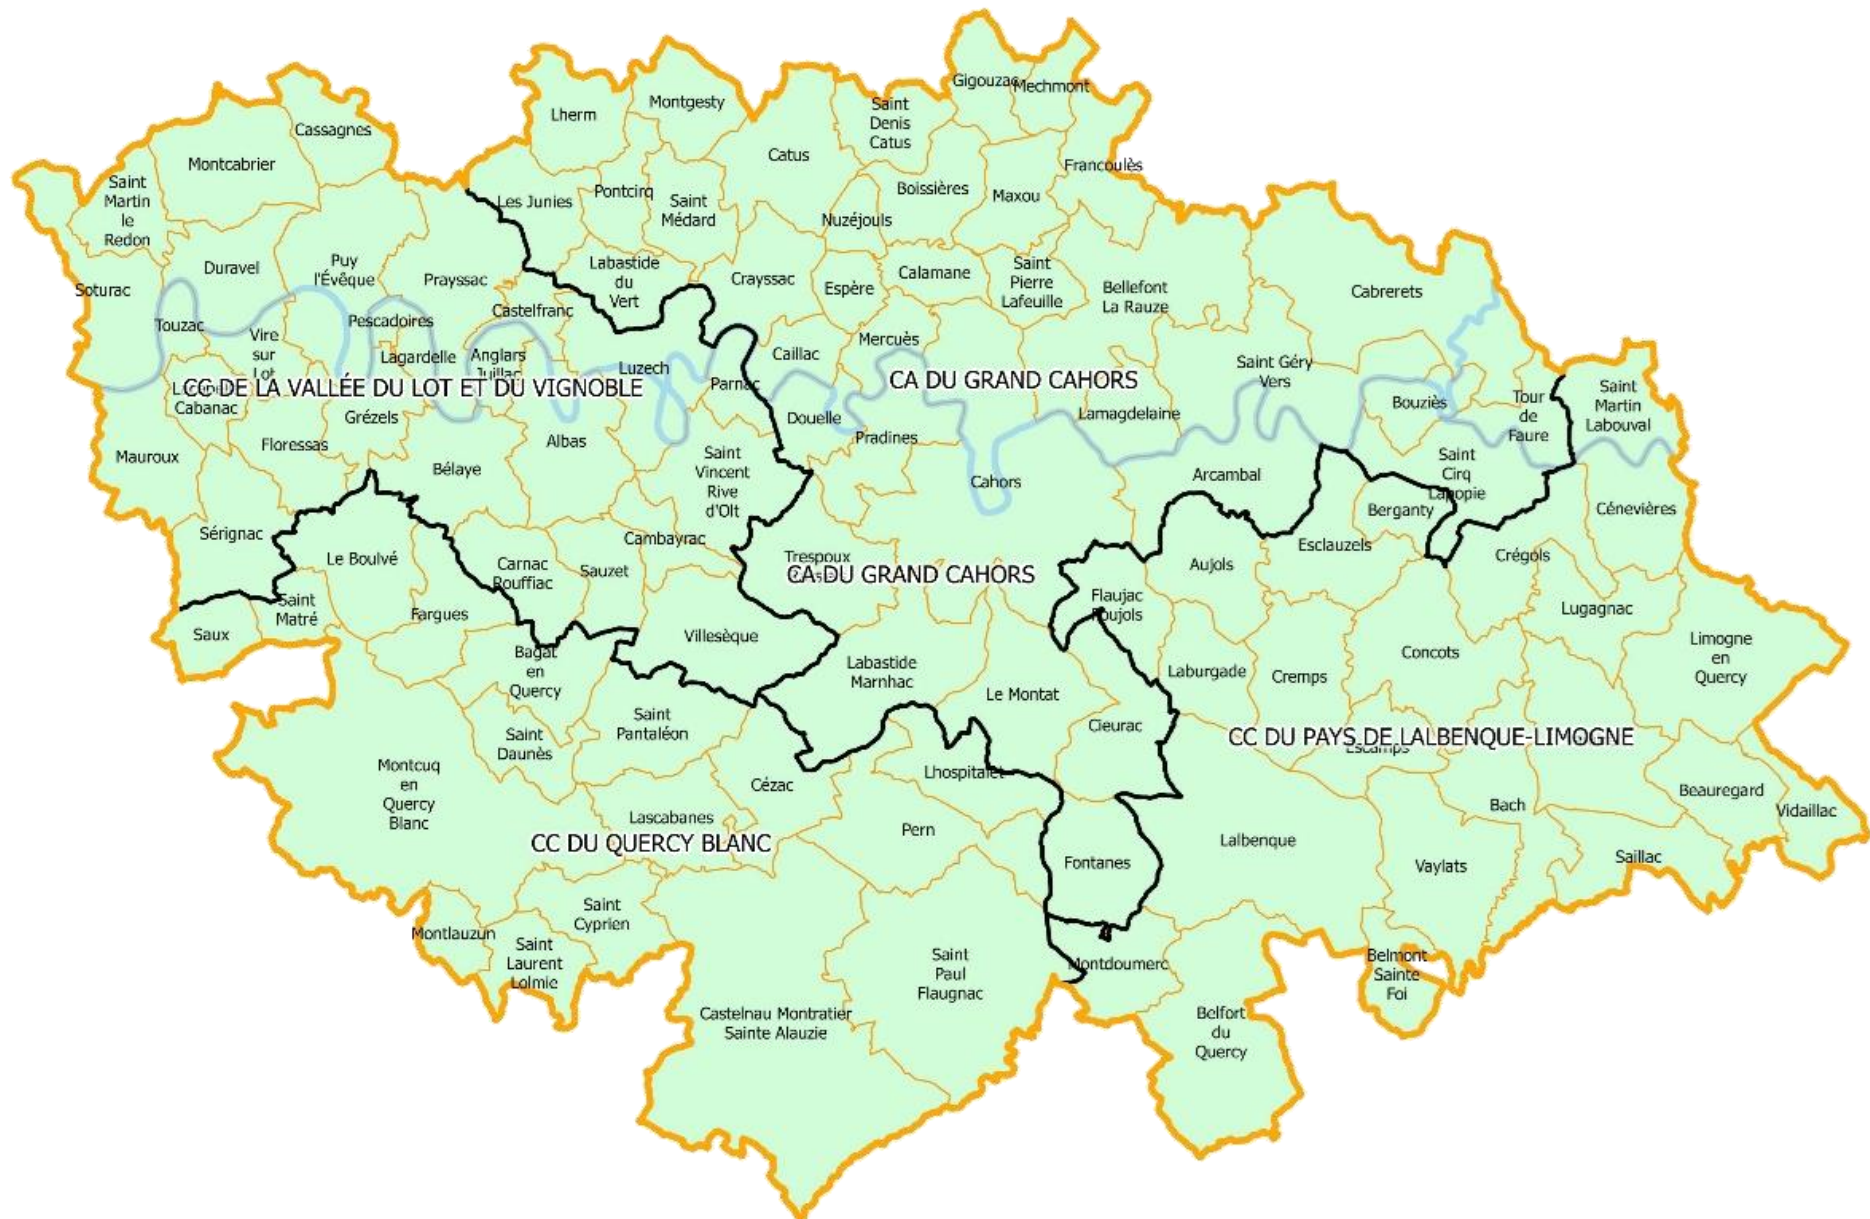 Gigouzac
Mechmont
Lherm
Montgesty
Saint
Denis
Catus
Cassagnes
Catus
Montcabrier
Francoulès
Saint
Martin
le
Redon
Les Junies
Pontcirq
Saint
Médard
Boissières
Maxou
Nuzéjouls
Duravel
Puy
l'Évêque
Prayssac
Labastide
du
Vert
Crayssac
Espère
Calamane
Saint
Pierre
Lafeuille
Bellefont
La Rauze
Cabrerets
Soturac
Touzac
Vire
sur
Lot
Pescadoires
Castelfranc
Lagardelle
Anglars
Juillac
Luzech
Parnac
Caillac
Mercuès
Saint Géry
Vers
CC DE LA VALLÉE DU LOT ET DU VIGNOBLE
CA DU GRAND CAHORS
Cabanac
Grézels
Douelle
Lamagdelaine
Bouziès
Tour
de
Faure
Saint
Martin
Labouval
Mauroux
Floressas
Albas
Bélaye
Saint
Vincent
Rive
d'Olt
Pradines
Cahors
Arcambal
Saint
Cirq
Lapopie
Berganty
Cénevières
Sérignac
Le Boulvé
Carnac
Rouffiac
Sauzet
Cambayrac
Trespoux
CA DU GRAND CAHORS
Esclauzels
Aujols
Crégols
Saint
Matré
Fargues
Flaujac
Poujols
Lugagnac
Saux
Villesèque
Bagat
en
Quercy
Labastide
Marnhac
Le Montat
Laburgade
Cremps
Concots
Limogne
en
Quercy
Saint
Daunès
Saint
Pantaléon
Cieurac
CC DU PAYS DE LALBENQUE-LIMOGNE
Escamps
Montcuq
en
Quercy
Blanc
Cézac
Lhospitalet
Beauregard
Bach
Vidaillac
Lascabanes
CC DU QUERCY BLANC
Pern
Lalbenque
Fontanes
Vaylats
Saillac
Saint
Cyprien
Montlauzun
Saint
Laurent
Lolmie
Saint
Paul
Flaugnac
Montdoumerc
Belmont
Sainte
Foi
Castelnau Montratier
Sainte Alauzie
Belfort
du
Quercy